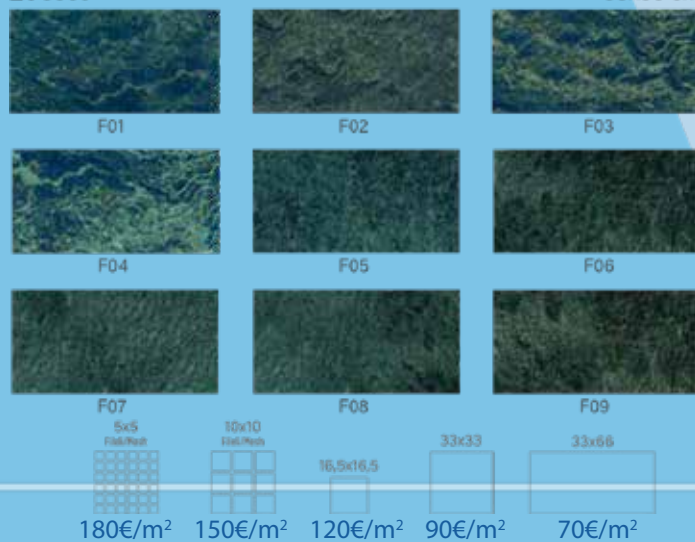 F01 F02 F03
F04 F05 F06
F07 F08 F09
5x5 10x10
16,5x16,5 33x33 33x66
180€/m² 150€/m² 120€/m² 90€/m² 70€/m²